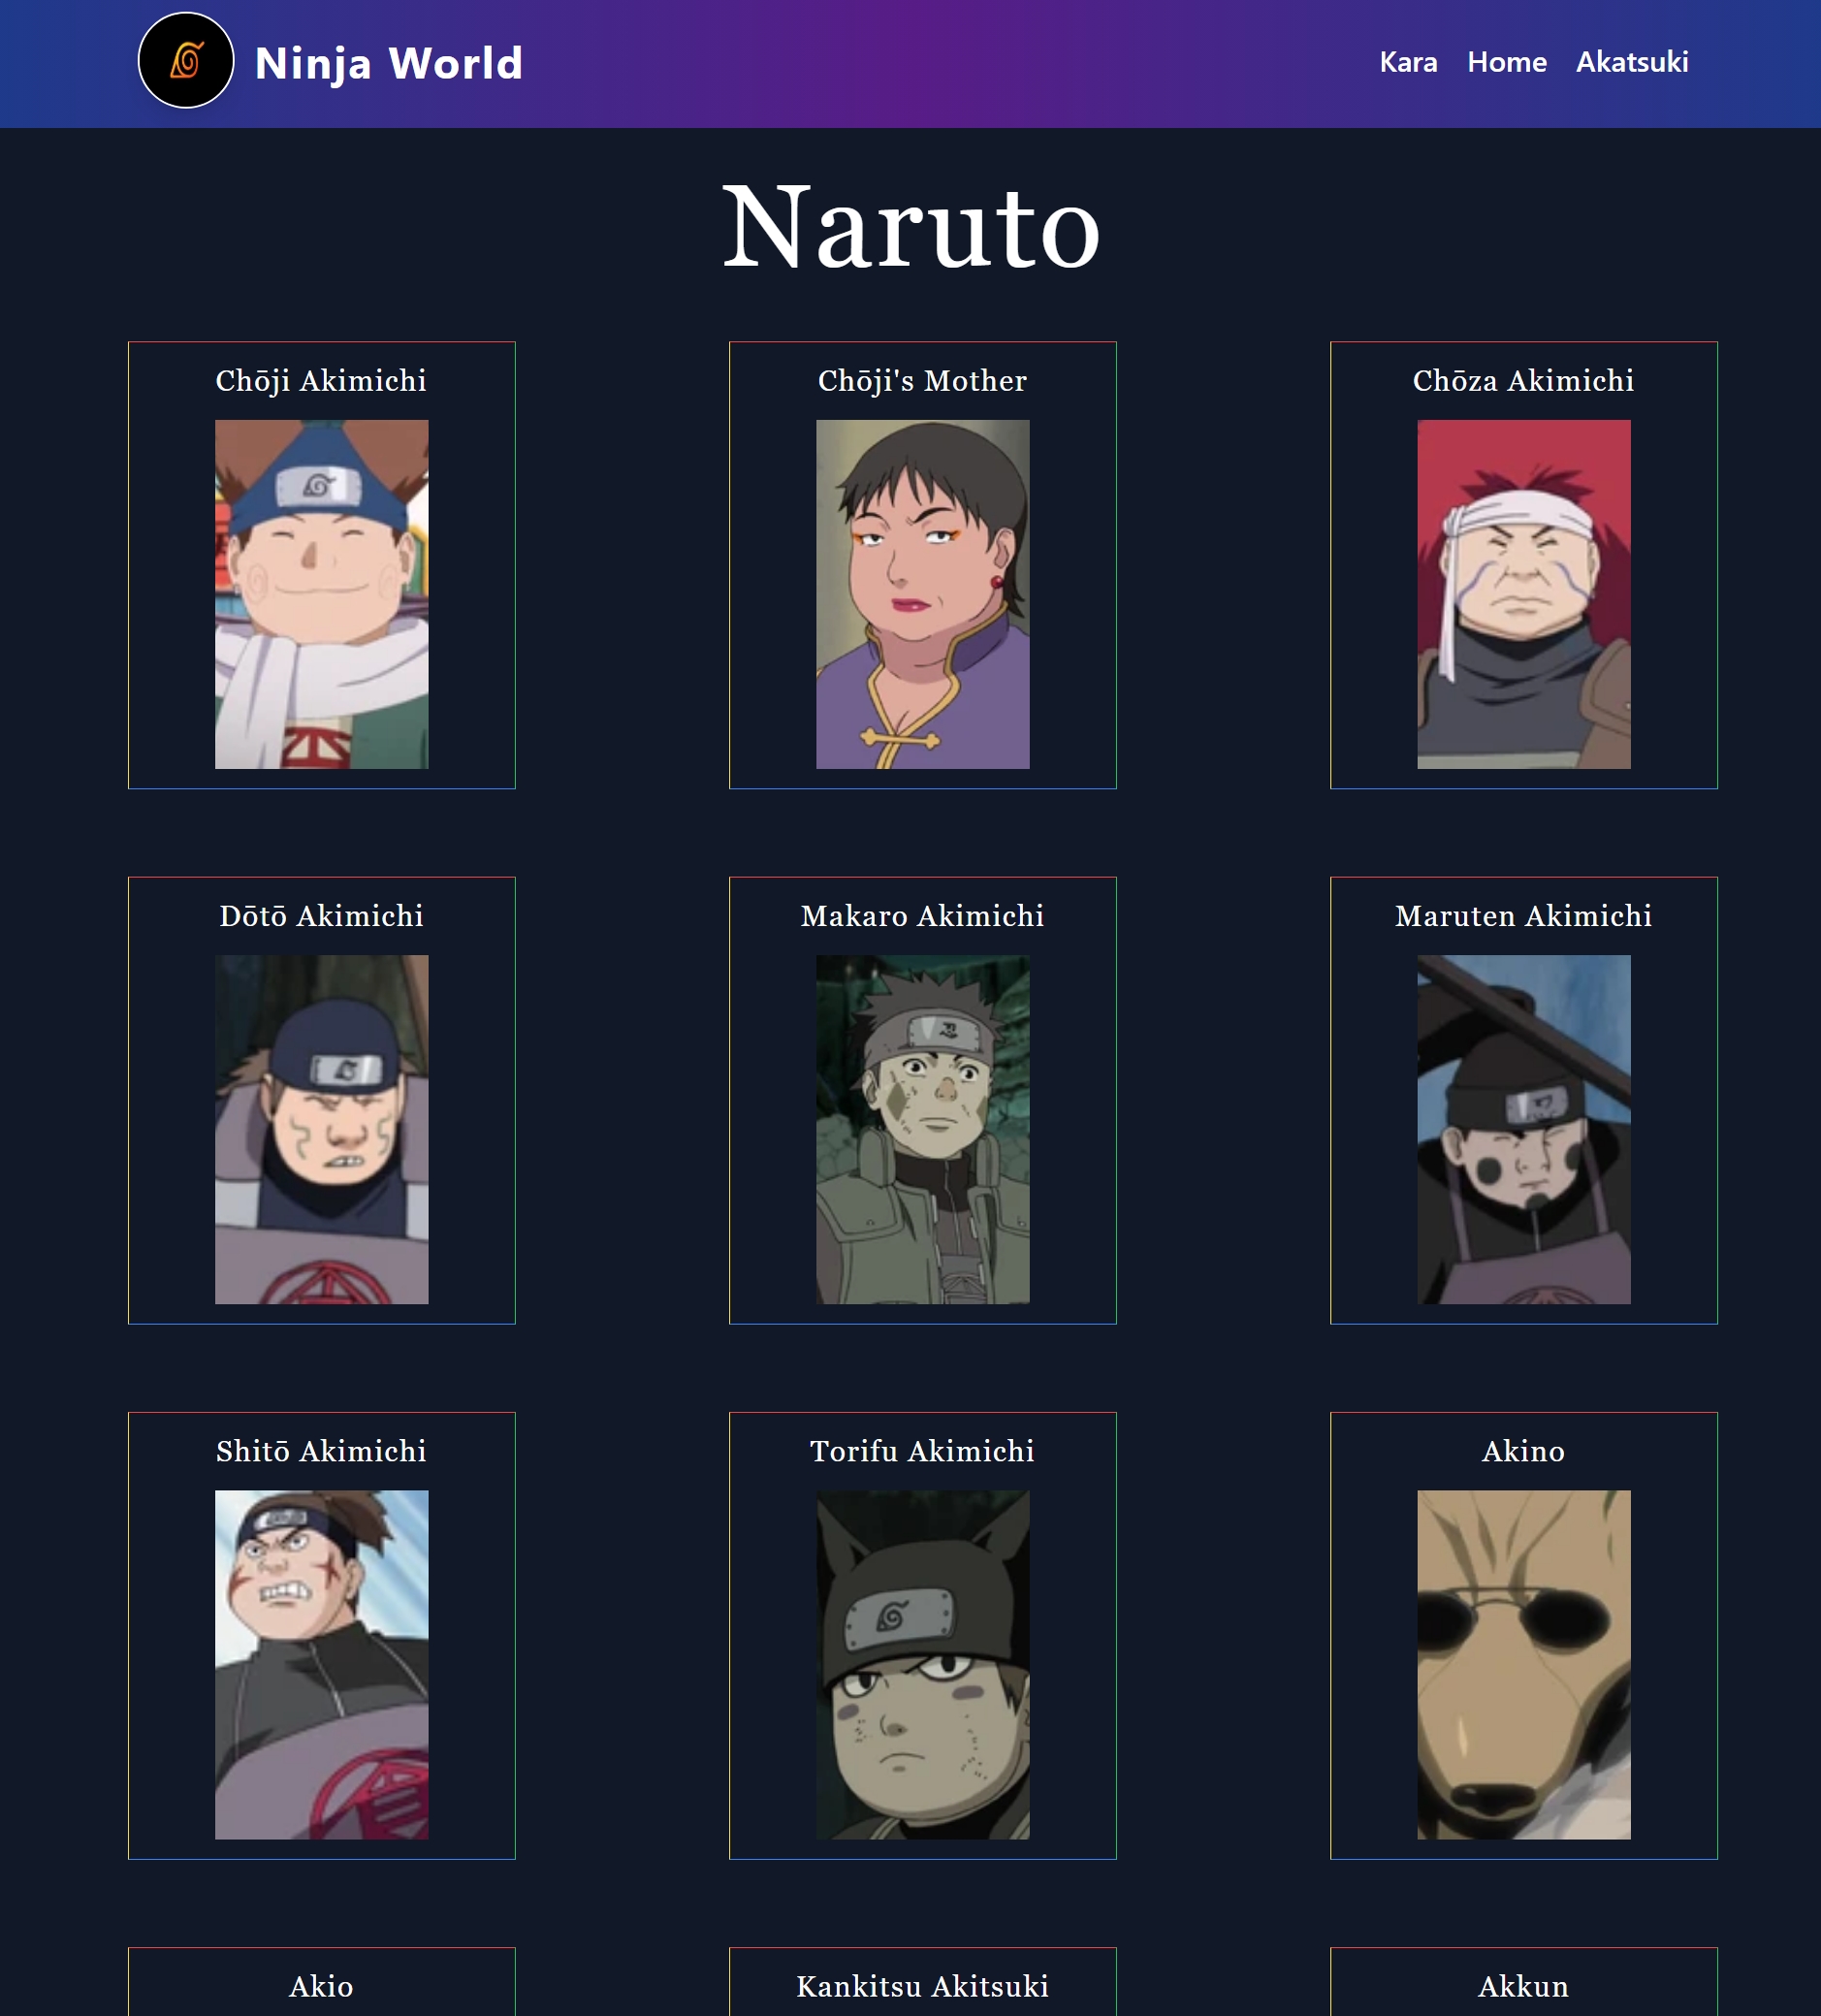 Ninja World
Kara Home Akatsuki
Naruto
Chōji Akimichi
Chōji's Mother
Chōza Akimichi
Dōtō Akimichi
Makaro Akimichi
Maruten Akimichi
Shitō Akimichi
Torifu Akimichi
Akino
Akio
Kankitsu Akitsuki
Akkun